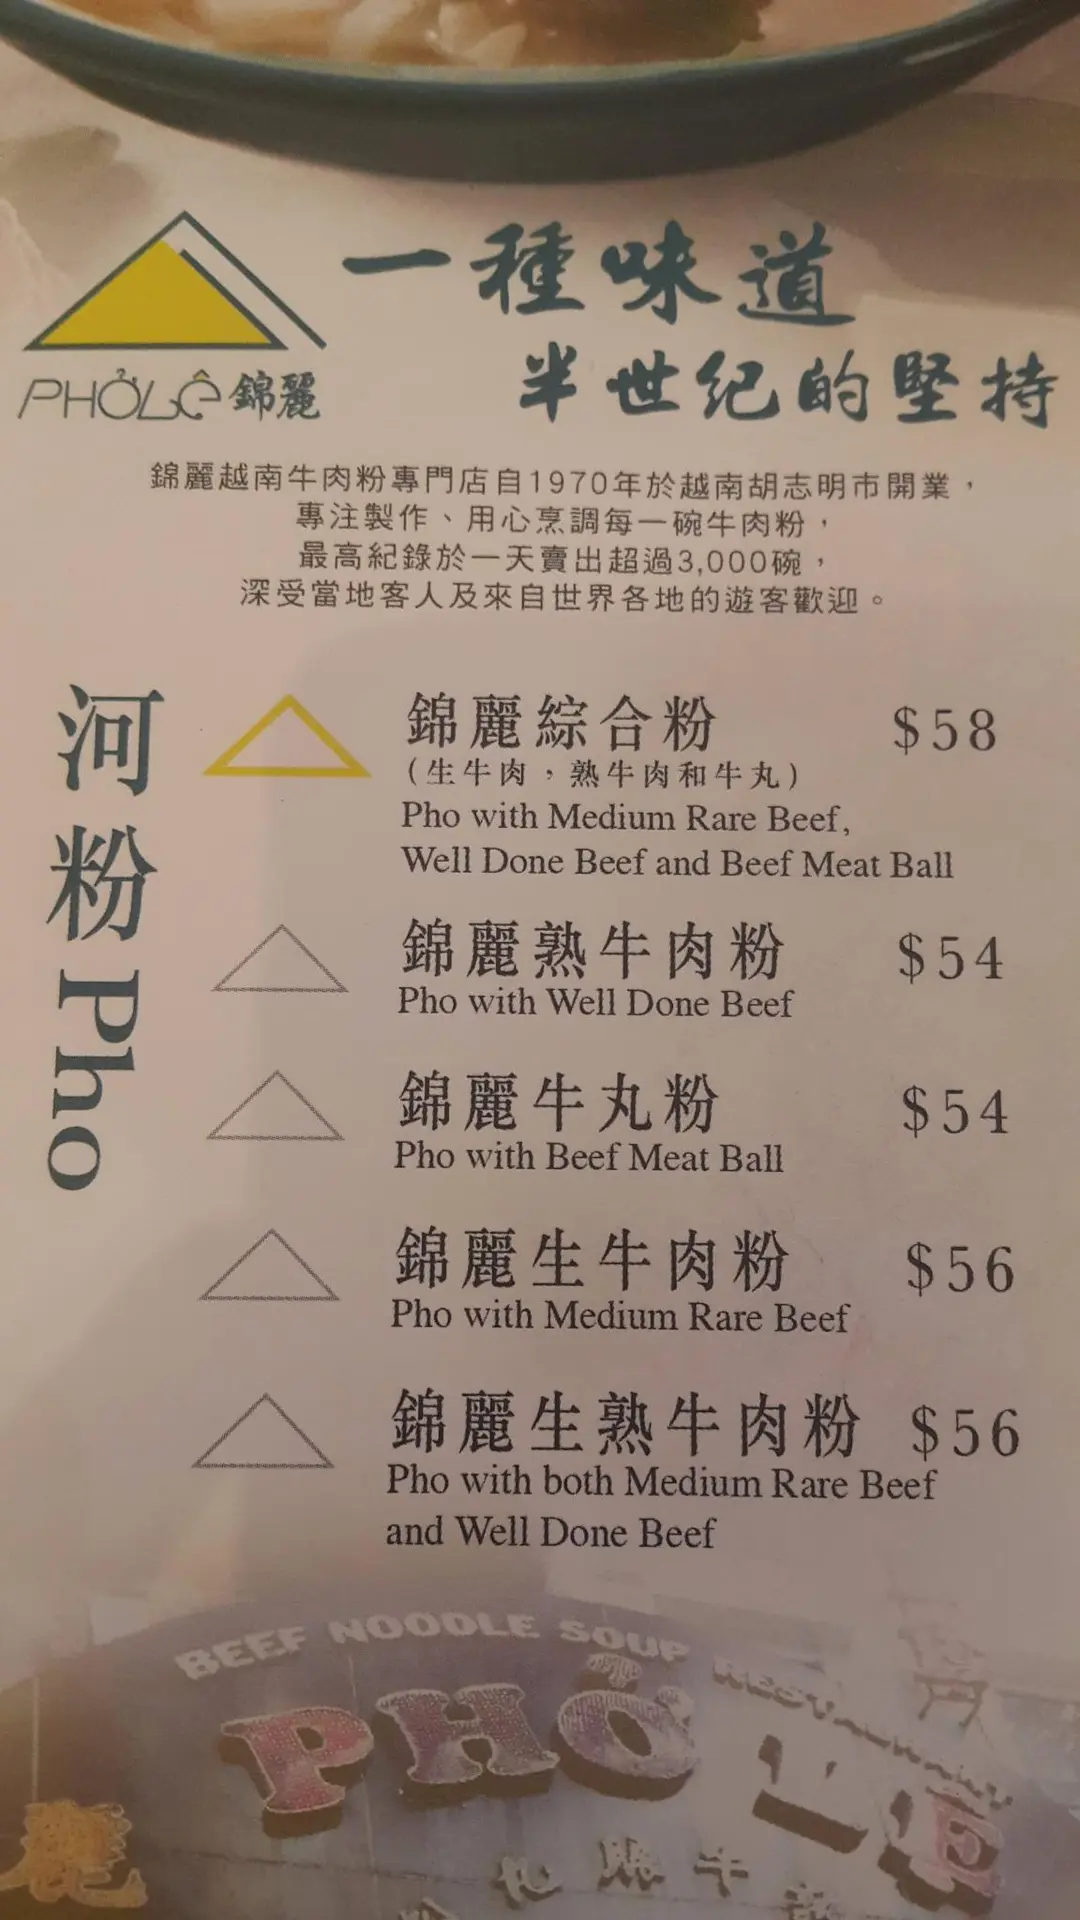 一種味道
半世紀的堅持
PHỞLÊ錦麗
錦麗越南牛肉粉專門店自1970年於越南胡志明市開業，
專注製作、用心烹調每一碗牛肉粉，
最高紀錄於一天賣出超過3,000碗，
深受當地客人及來自世界各地的遊客歡迎。
河粉 Pho
錦麗綜合粉 $58
(生牛肉，熟牛肉和牛丸)
Pho with Medium Rare Beef,
Well Done Beef and Beef Meat Ball
錦麗熟牛肉粉 $54
Pho with Well Done Beef
錦麗牛丸粉 $54
Pho with Beef Meat Ball
錦麗生牛肉粉 $56
Pho with Medium Rare Beef
錦麗生熟牛肉粉 $56
Pho with both Medium Rare Beef
and Well Done Beef
BEEF NOODLE SOUP RESTAURANT
PHỞ LE
麗